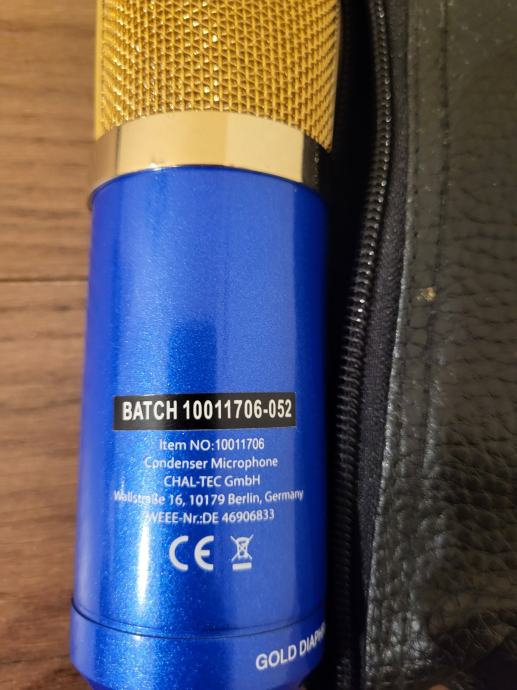 BATCH 10011706-052
Item NO:10011706
Condenser Microphone
CHAL-TEC GmbH
Wallstraße 16, 10179 Berlin, Germany
WEEE-Nr.:DE 46906833
CE
GOLD